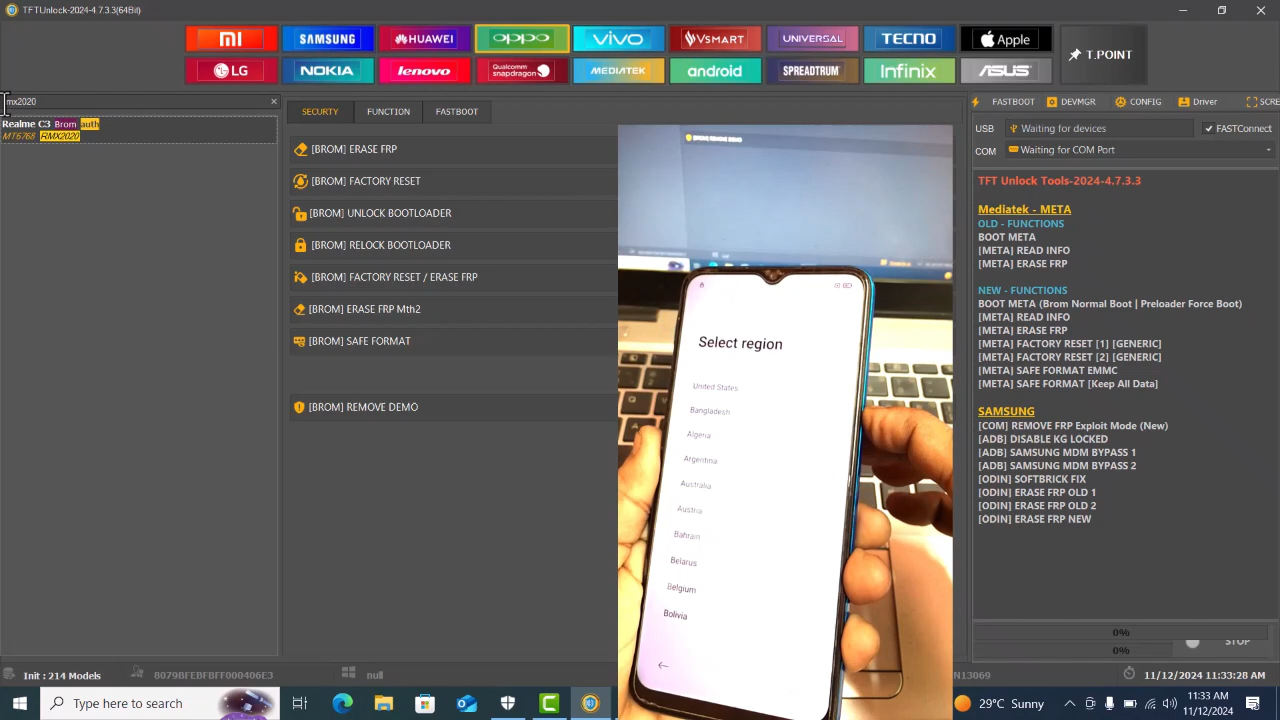 TFTUnlock-2024-4.7.3.3(64Bit)
SAMSUNG
HUAWEI
oppo
vivo
VSMART
UNIVERSAL
TECNO
Apple
T.POINT
LG
NOKIA
lenovo
Qualcomm snapdragon
MEDIATEK
android
SPREADTRUM
Infinix
ASUS
rmx2020
Realme C3 Brom auth
MT6768 RMX2020
SECURTY
FUNCTION
FASTBOOT
[BROM] ERASE FRP
[BROM] FACTORY RESET
[BROM] UNLOCK BOOTLOADER
[BROM] RELOCK BOOTLOADER
[BROM] FACTORY RESET / ERASE FRP
[BROM] ERASE FRP Mth2
[BROM] SAFE FORMAT
[BROM] REMOVE DEMO
[BROM] REMOVE DEMO
Select region
United States
Bangladesh
Algeria
Argentina
Australia
Austria
Bahrain
Belarus
Belgium
Bolivia
FASTBOOT
DEVMGR
CONFIG
Driver
SCRE
USB
Waiting for devices
FASTConnect
COM
Waiting for COM Port
TFT Unlock Tools-2024-4.7.3.3
Mediatek - META
OLD - FUNCTIONS
BOOT META
[META] READ INFO
[META] ERASE FRP
NEW - FUNCTIONS
BOOT META (Brom Normal Boot | Preloader Force Boot)
[META] READ INFO
[META] ERASE FRP
[META] FACTORY RESET [1] [GENERIC]
[META] FACTORY RESET [2] [GENERIC]
[META] SAFE FORMAT EMMC
[META] SAFE FORMAT [Keep All Data]
SAMSUNG
[COM] REMOVE FRP Exploit Mode (New)
[ADB] DISABLE KG LOCKED
[ADB] SAMSUNG MDM BYPASS 1
[ADB] SAMSUNG MDM BYPASS 2
[ODIN] SOFTBRICK FIX
[ODIN] ERASE FRP OLD 1
[ODIN] ERASE FRP OLD 2
[ODIN] ERASE FRP NEW
0%
0%
STOP
Init : 214 Models
B079BFEBFBFF000406E3
null
N13069
11/12/2024 11:33:28 AM
Type here to search
29°C Sunny
11:33 AM
11/12/2024